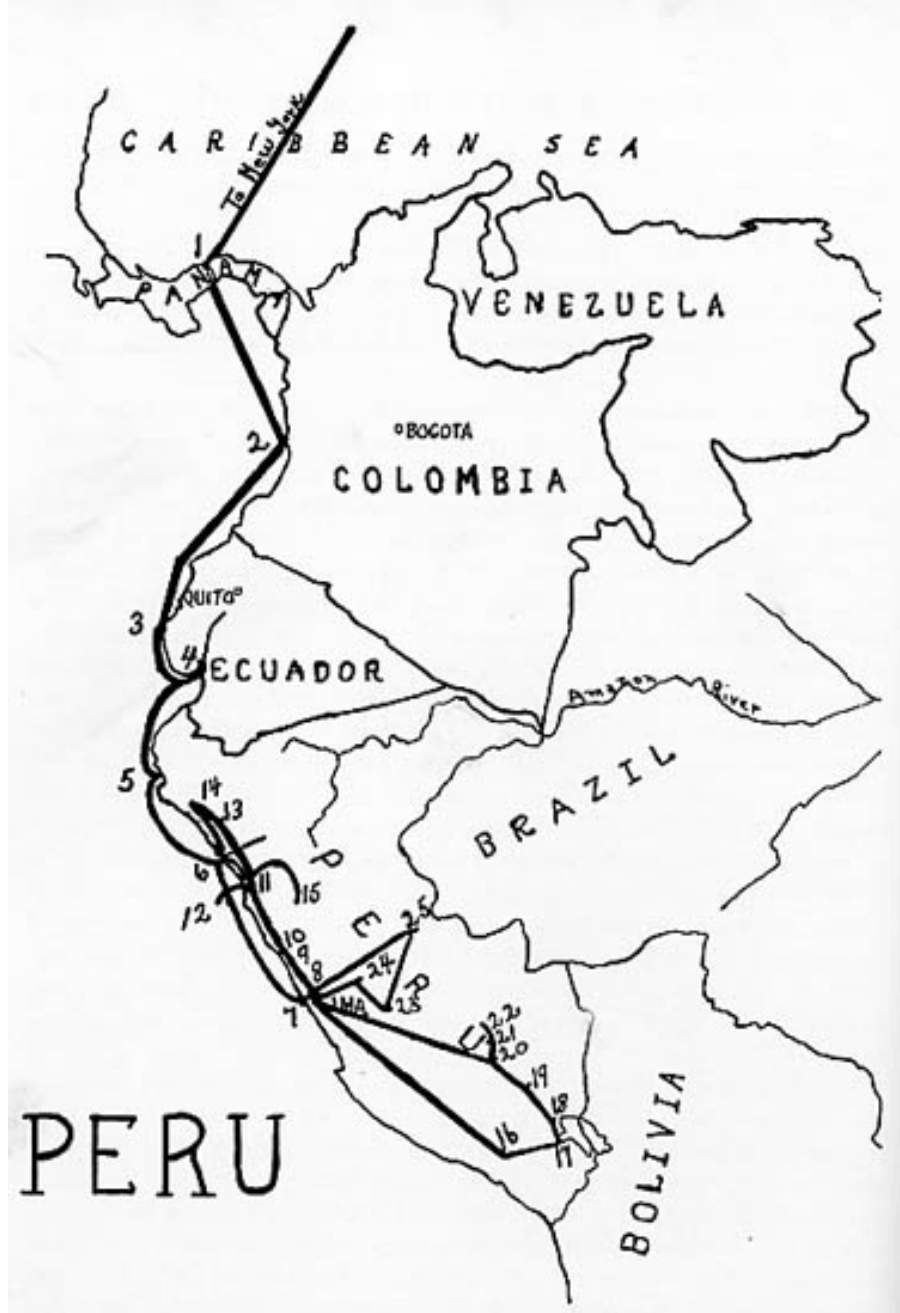 CARIBBEAN SEA
To New York
1
PANAMA
VENEZUELA
2
BOGOTA
COLOMBIA
QUITO
3
4
ECUADOR
Amazon River
5
14
13
BRAZIL
6
11
15
12
PERU
25
10
9
8
24
7
LIMA
23
22
21
20
19
18
16
17
PERU
BOLIVIA